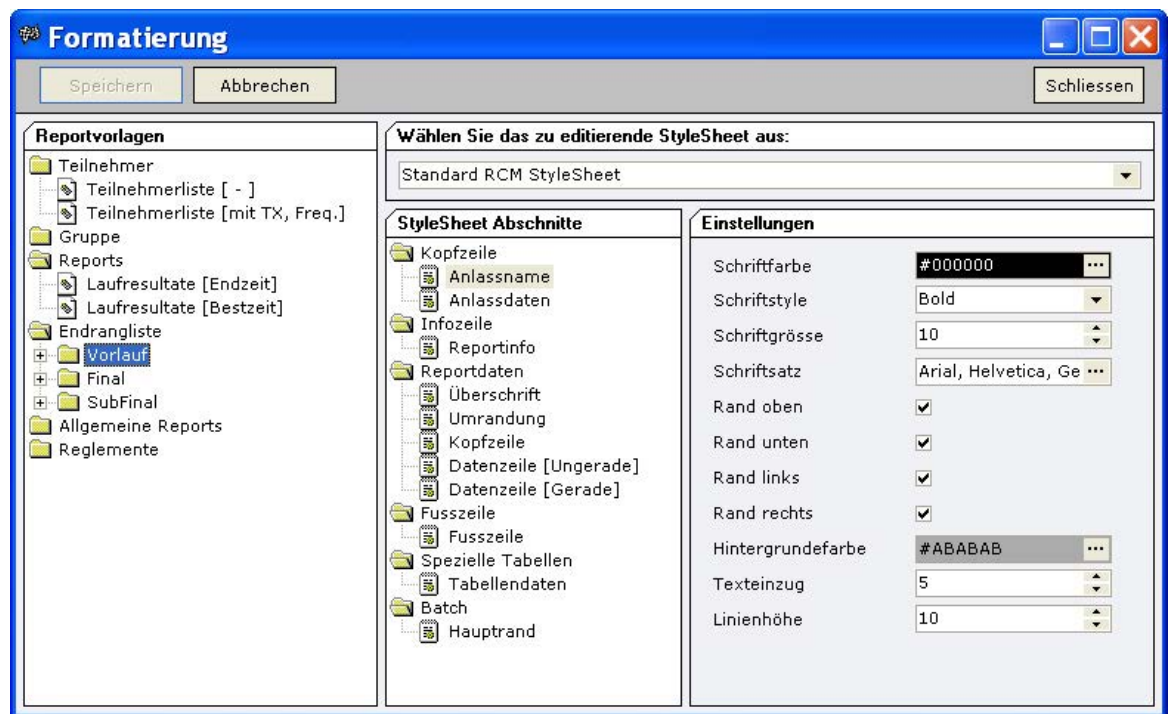 Formatierung
Speichern
Abbrechen
Schliessen
Reportvorlagen
Teilnehmer
Teilnehmerliste [ - ]
Teilnehmerliste [mit TX, Freq.]
Gruppe
Reports
Laufresultate [Endzeit]
Laufresultate [Bestzeit]
Endrangliste
Vorlauf
Final
SubFinal
Allgemeine Reports
Reglemente
Wählen Sie das zu editierende StyleSheet aus:
Standard RCM StyleSheet
StyleSheet Abschnitte
Kopfzeile
Anlassname
Anlassdaten
Infozeile
Reportinfo
Reportdaten
Überschrift
Umrandung
Kopfzeile
Datenzeile [Ungerade]
Datenzeile [Gerade]
Fusszeile
Fusszeile
Spezielle Tabellen
Tabellendaten
Batch
Hauptrand
Einstellungen
Schriftfarbe #000000 ...
Schriftstyle Bold
Schriftgrösse 10
Schriftsatz Arial, Helvetica, Ge ...
Rand oben
Rand unten
Rand links
Rand rechts
Hintergrundefarbe #ABABAB ...
Texteinzug 5
Linienhöhe 10